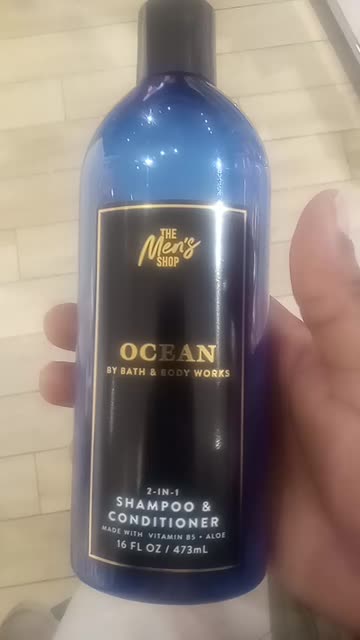 THE
Men's
SHOP
OCEAN
BY BATH & BODY WORKS
2-IN-1
SHAMPOO &
CONDITIONER
MADE WITH VITAMIN B5 • ALOE
16 FL OZ / 473mL